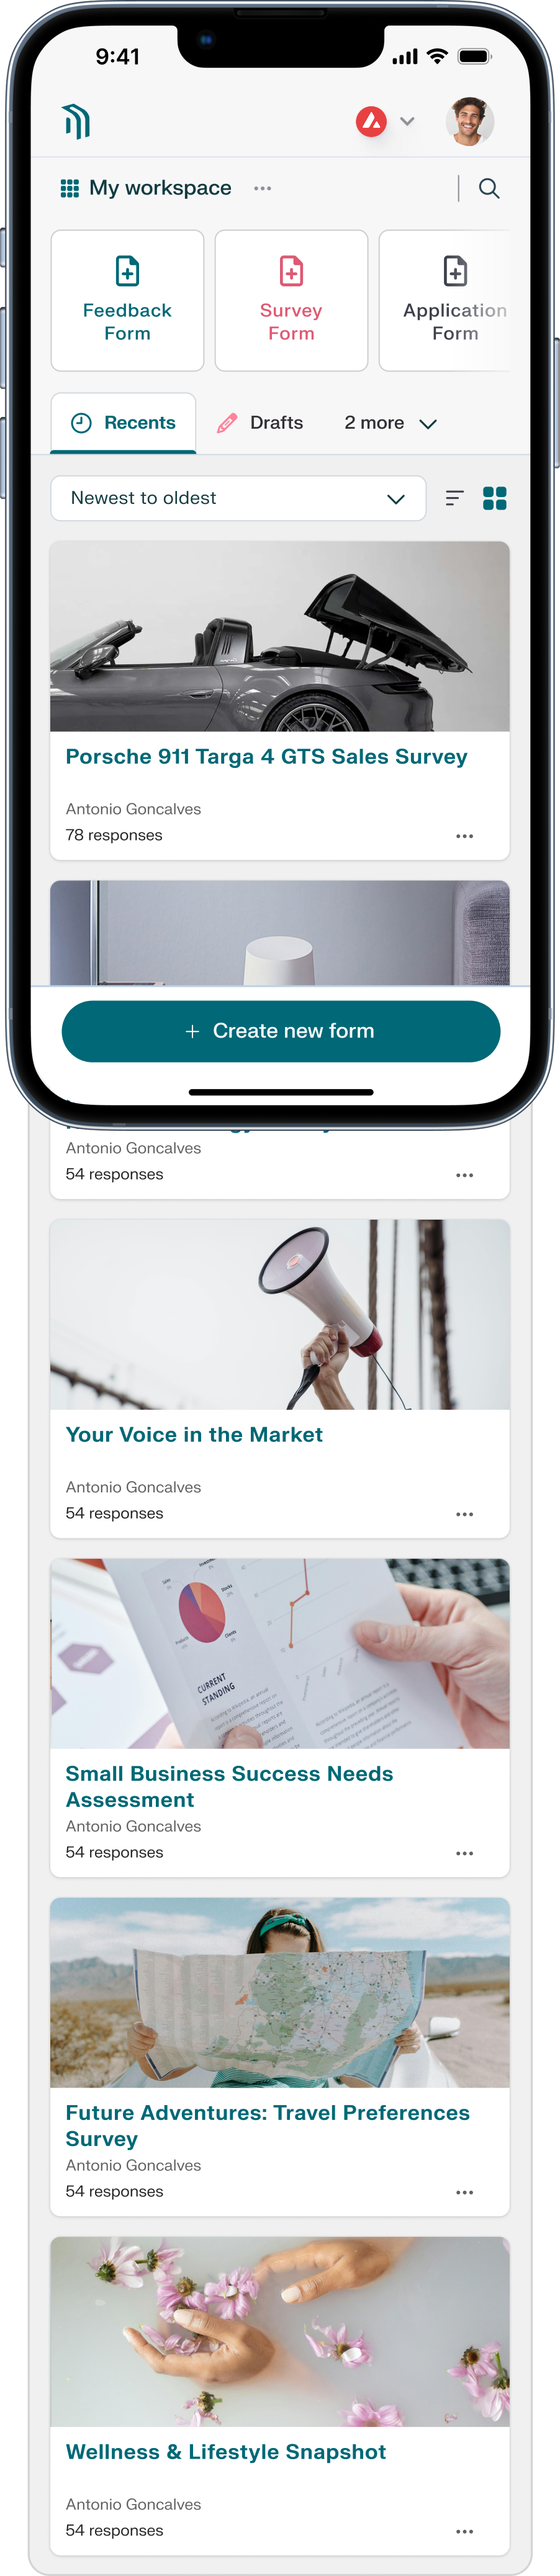 9:41
My workspace
Feedback
Form
Survey
Form
Application
Form
Recents
Drafts
2 more
Newest to oldest
Porsche 911 Targa 4 GTS Sales Survey
Antonio Goncalves
78 responses
+ Create new form
Antonio Goncalves
54 responses
Your Voice in the Market
Antonio Goncalves
54 responses
CURRENT
STANDING
Small Business Success Needs
Assessment
Antonio Goncalves
54 responses
Future Adventures: Travel Preferences
Survey
Antonio Goncalves
54 responses
Wellness & Lifestyle Snapshot
Antonio Goncalves
54 responses